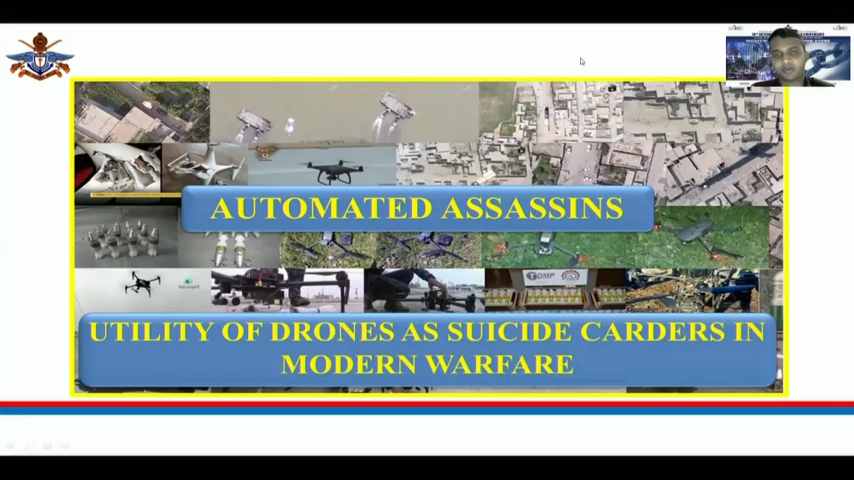 AUTOMATED ASSASSINS
UTILITY OF DRONES AS SUICIDE CARDERS IN
MODERN WARFARE